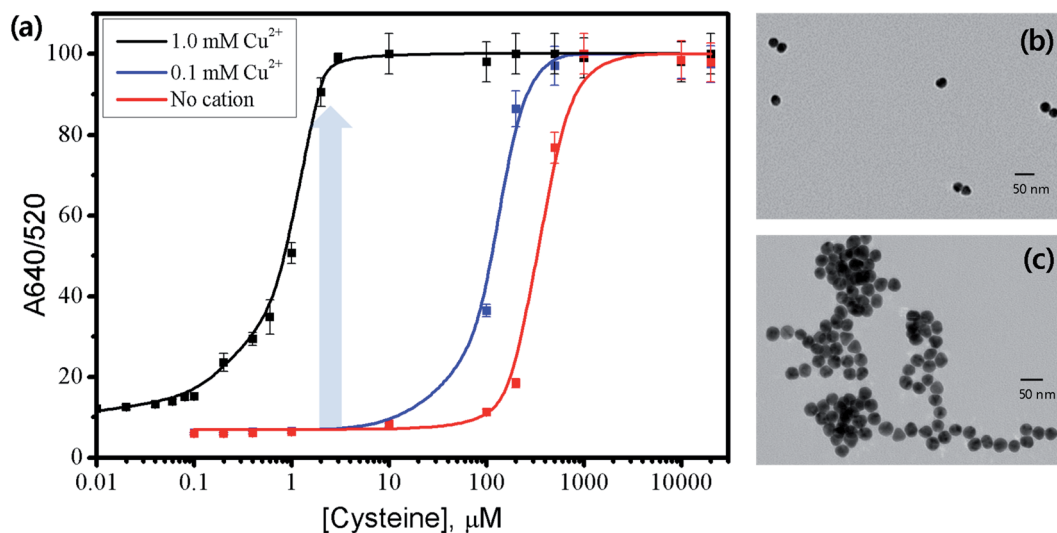 (a)
1.0 mM Cu²⁺
0.1 mM Cu²⁺
No cation
A640/520
100
80
60
40
20
0
0.01 0.1 1 10 100 1000 10000
[Cysteine], μM
(b)
50 nm
(c)
50 nm